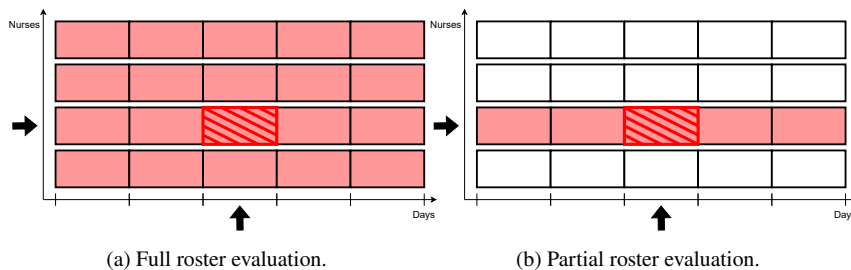 Nurses
Days
(a) Full roster evaluation.
Nurses
Day
(b) Partial roster evaluation.